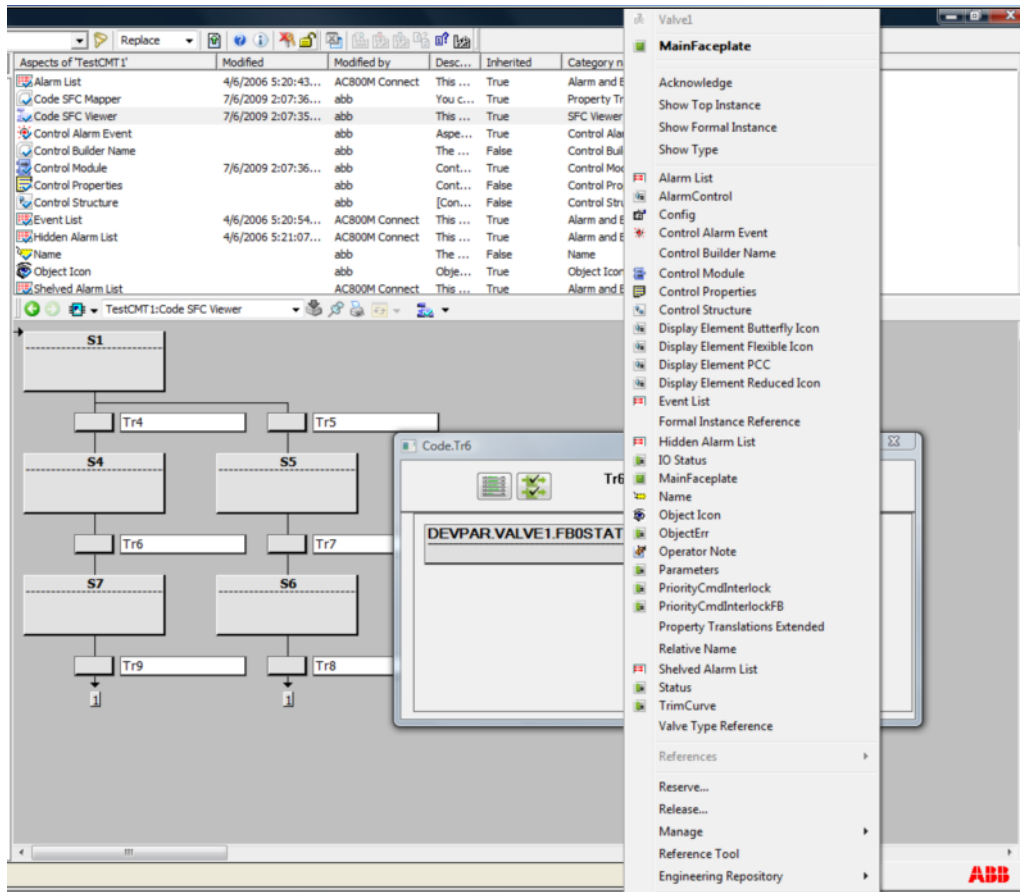 Replace
Aspects of 'TestCMT1' Modified Modified by Desc... Inherited Category n
Alarm List 4/6/2006 5:20:43... AC800M Connect This ... True Alarm and E
Code SFC Mapper 7/6/2009 2:07:36... abb You c... True Property Tr
Code SFC Viewer 7/6/2009 2:07:35... abb This ... True SFC Viewer
Control Alarm Event abb Aspe... True Control Ala
Control Builder Name abb The ... False Control Buil
Control Module 7/6/2009 2:07:36... abb Cont... True Control Mod
Control Properties abb Cont... False Control Pro
Control Structure abb [Con... False Control Stru
Event List 4/6/2006 5:20:54... AC800M Connect This ... True Alarm and E
Hidden Alarm List 4/6/2006 5:21:07... AC800M Connect This ... True Alarm and E
Name abb The ... False Name
Object Icon abb Obje... True Object Icon
Shelved Alarm List AC800M Connect This ... True Alarm and E
TestCMT1:Code SFC Viewer
S1
Tr4 Tr5
S4 S5
Tr6 Tr7
S7 S6
Tr9 Tr8
1 1
Code.Tr6
Tr6
DEVPAR.VALVE1.FB0STAT
Valve1
MainFaceplate
Acknowledge
Show Top Instance
Show Formal Instance
Show Type
Alarm List
AlarmControl
Config
Control Alarm Event
Control Builder Name
Control Module
Control Properties
Control Structure
Display Element Butterfly Icon
Display Element Flexible Icon
Display Element PCC
Display Element Reduced Icon
Event List
Formal Instance Reference
Hidden Alarm List
IO Status
MainFaceplate
Name
Object Icon
ObjectErr
Operator Note
Parameters
PriorityCmdInterlock
PriorityCmdInterlockFB
Property Translations Extended
Relative Name
Shelved Alarm List
Status
TrimCurve
Valve Type Reference
References
Reserve...
Release...
Manage
Reference Tool
Engineering Repository
ABB